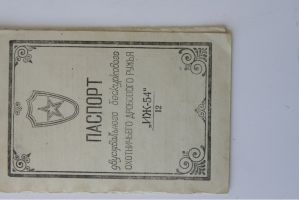 ПАСПОРТ
двуствольного бескуркового
ОХОТНИЧЬЕГО ДРОБОВОГО РУЖЬЯ
„ИЖ-54"
12